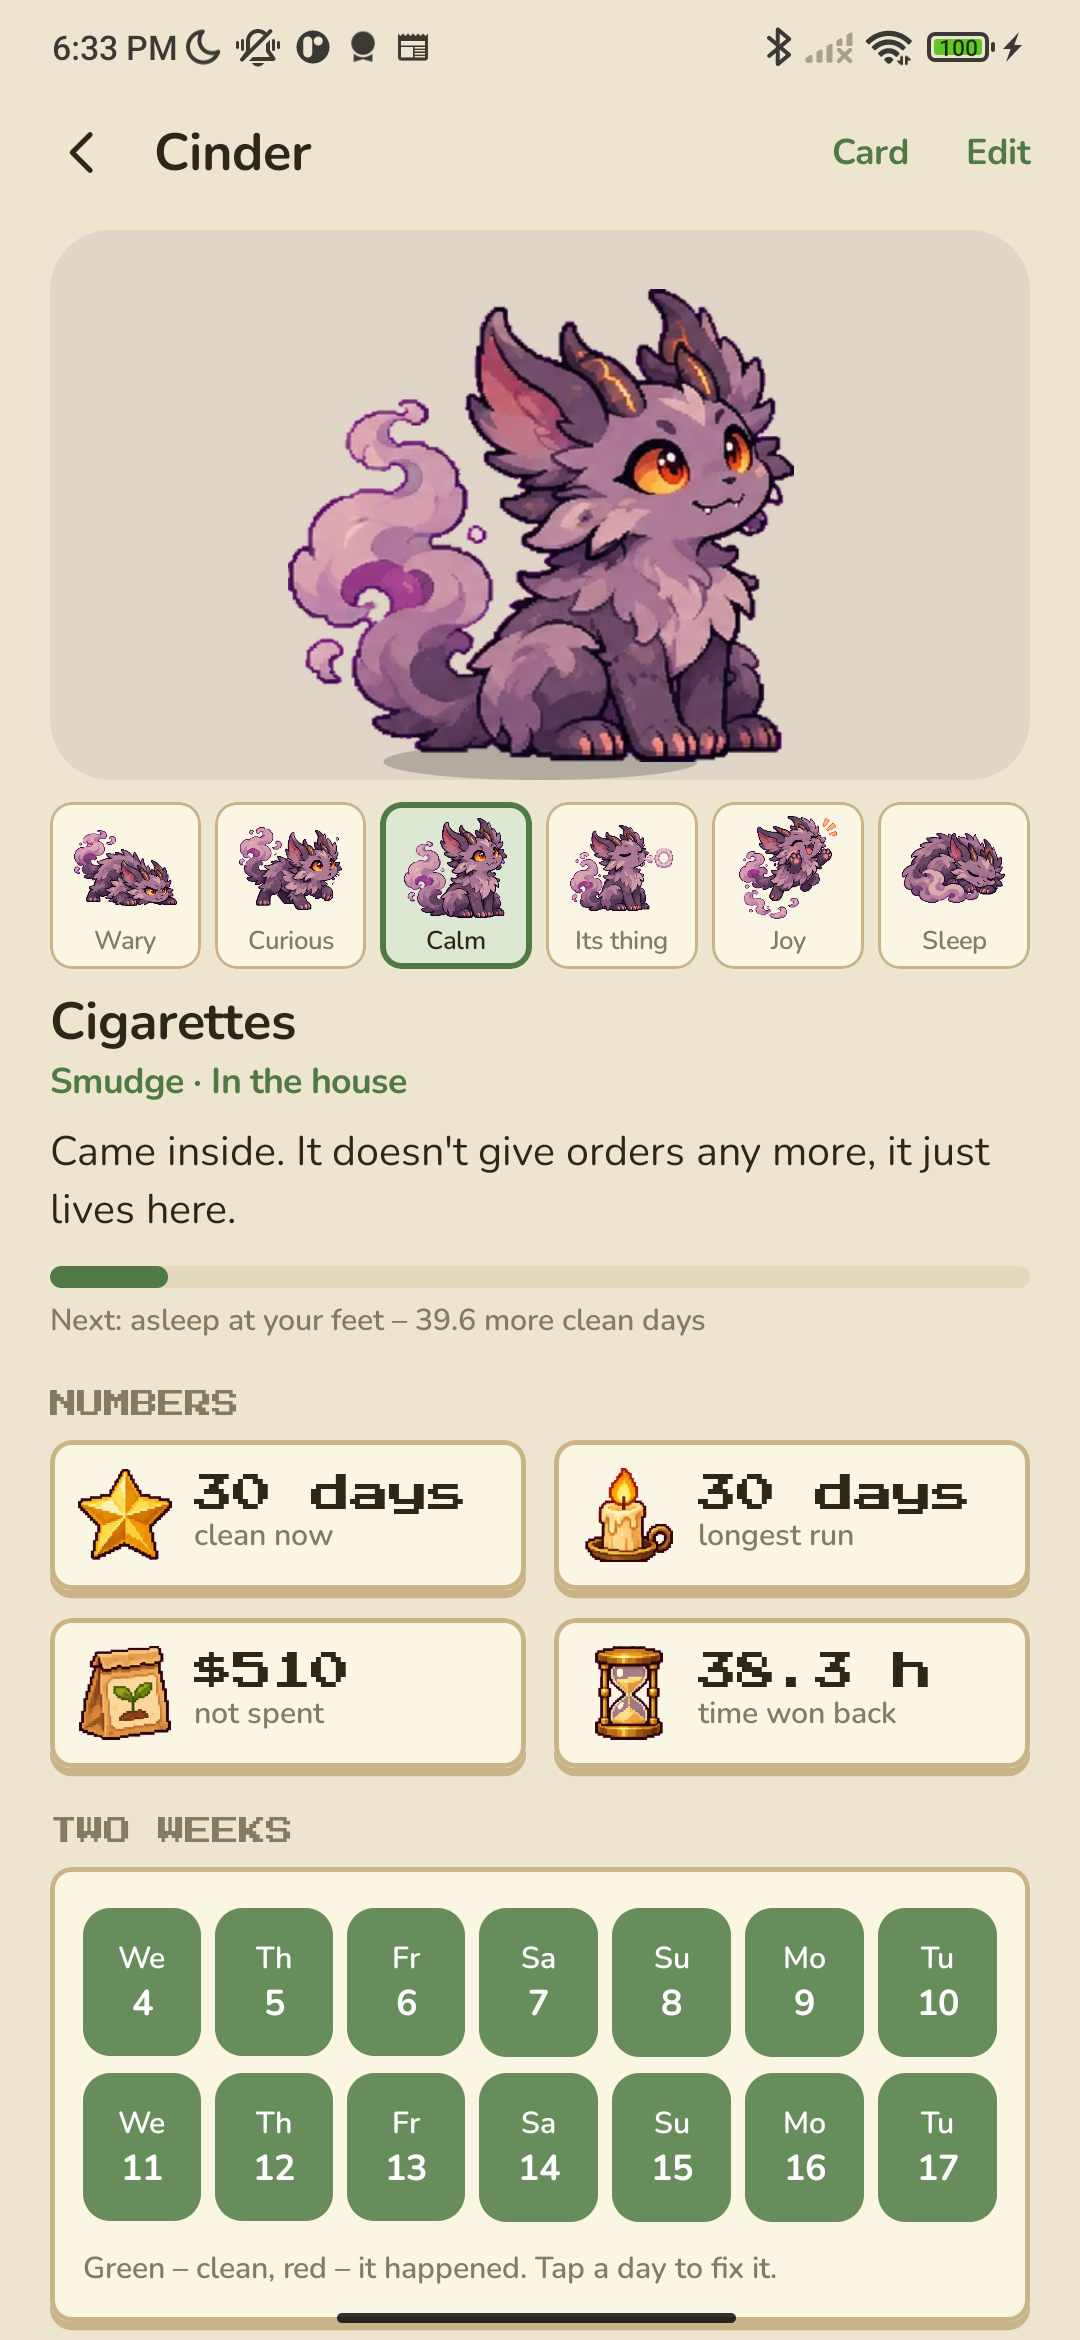 6:33 PM
100
Cinder
Card
Edit
Wary
Curious
Calm
Its thing
Joy
Sleep
Cigarettes
Smudge · In the house
Came inside. It doesn't give orders any more, it just
lives here.
Next: asleep at your feet – 39.6 more clean days
NUMBERS
30 days
clean now
30 days
longest run
$510
not spent
38.3 h
time won back
TWO WEEKS
We
4
Th
5
Fr
6
Sa
7
Su
8
Mo
9
Tu
10
We
11
Th
12
Fr
13
Sa
14
Su
15
Mo
16
Tu
17
Green – clean, red – it happened. Tap a day to fix it.